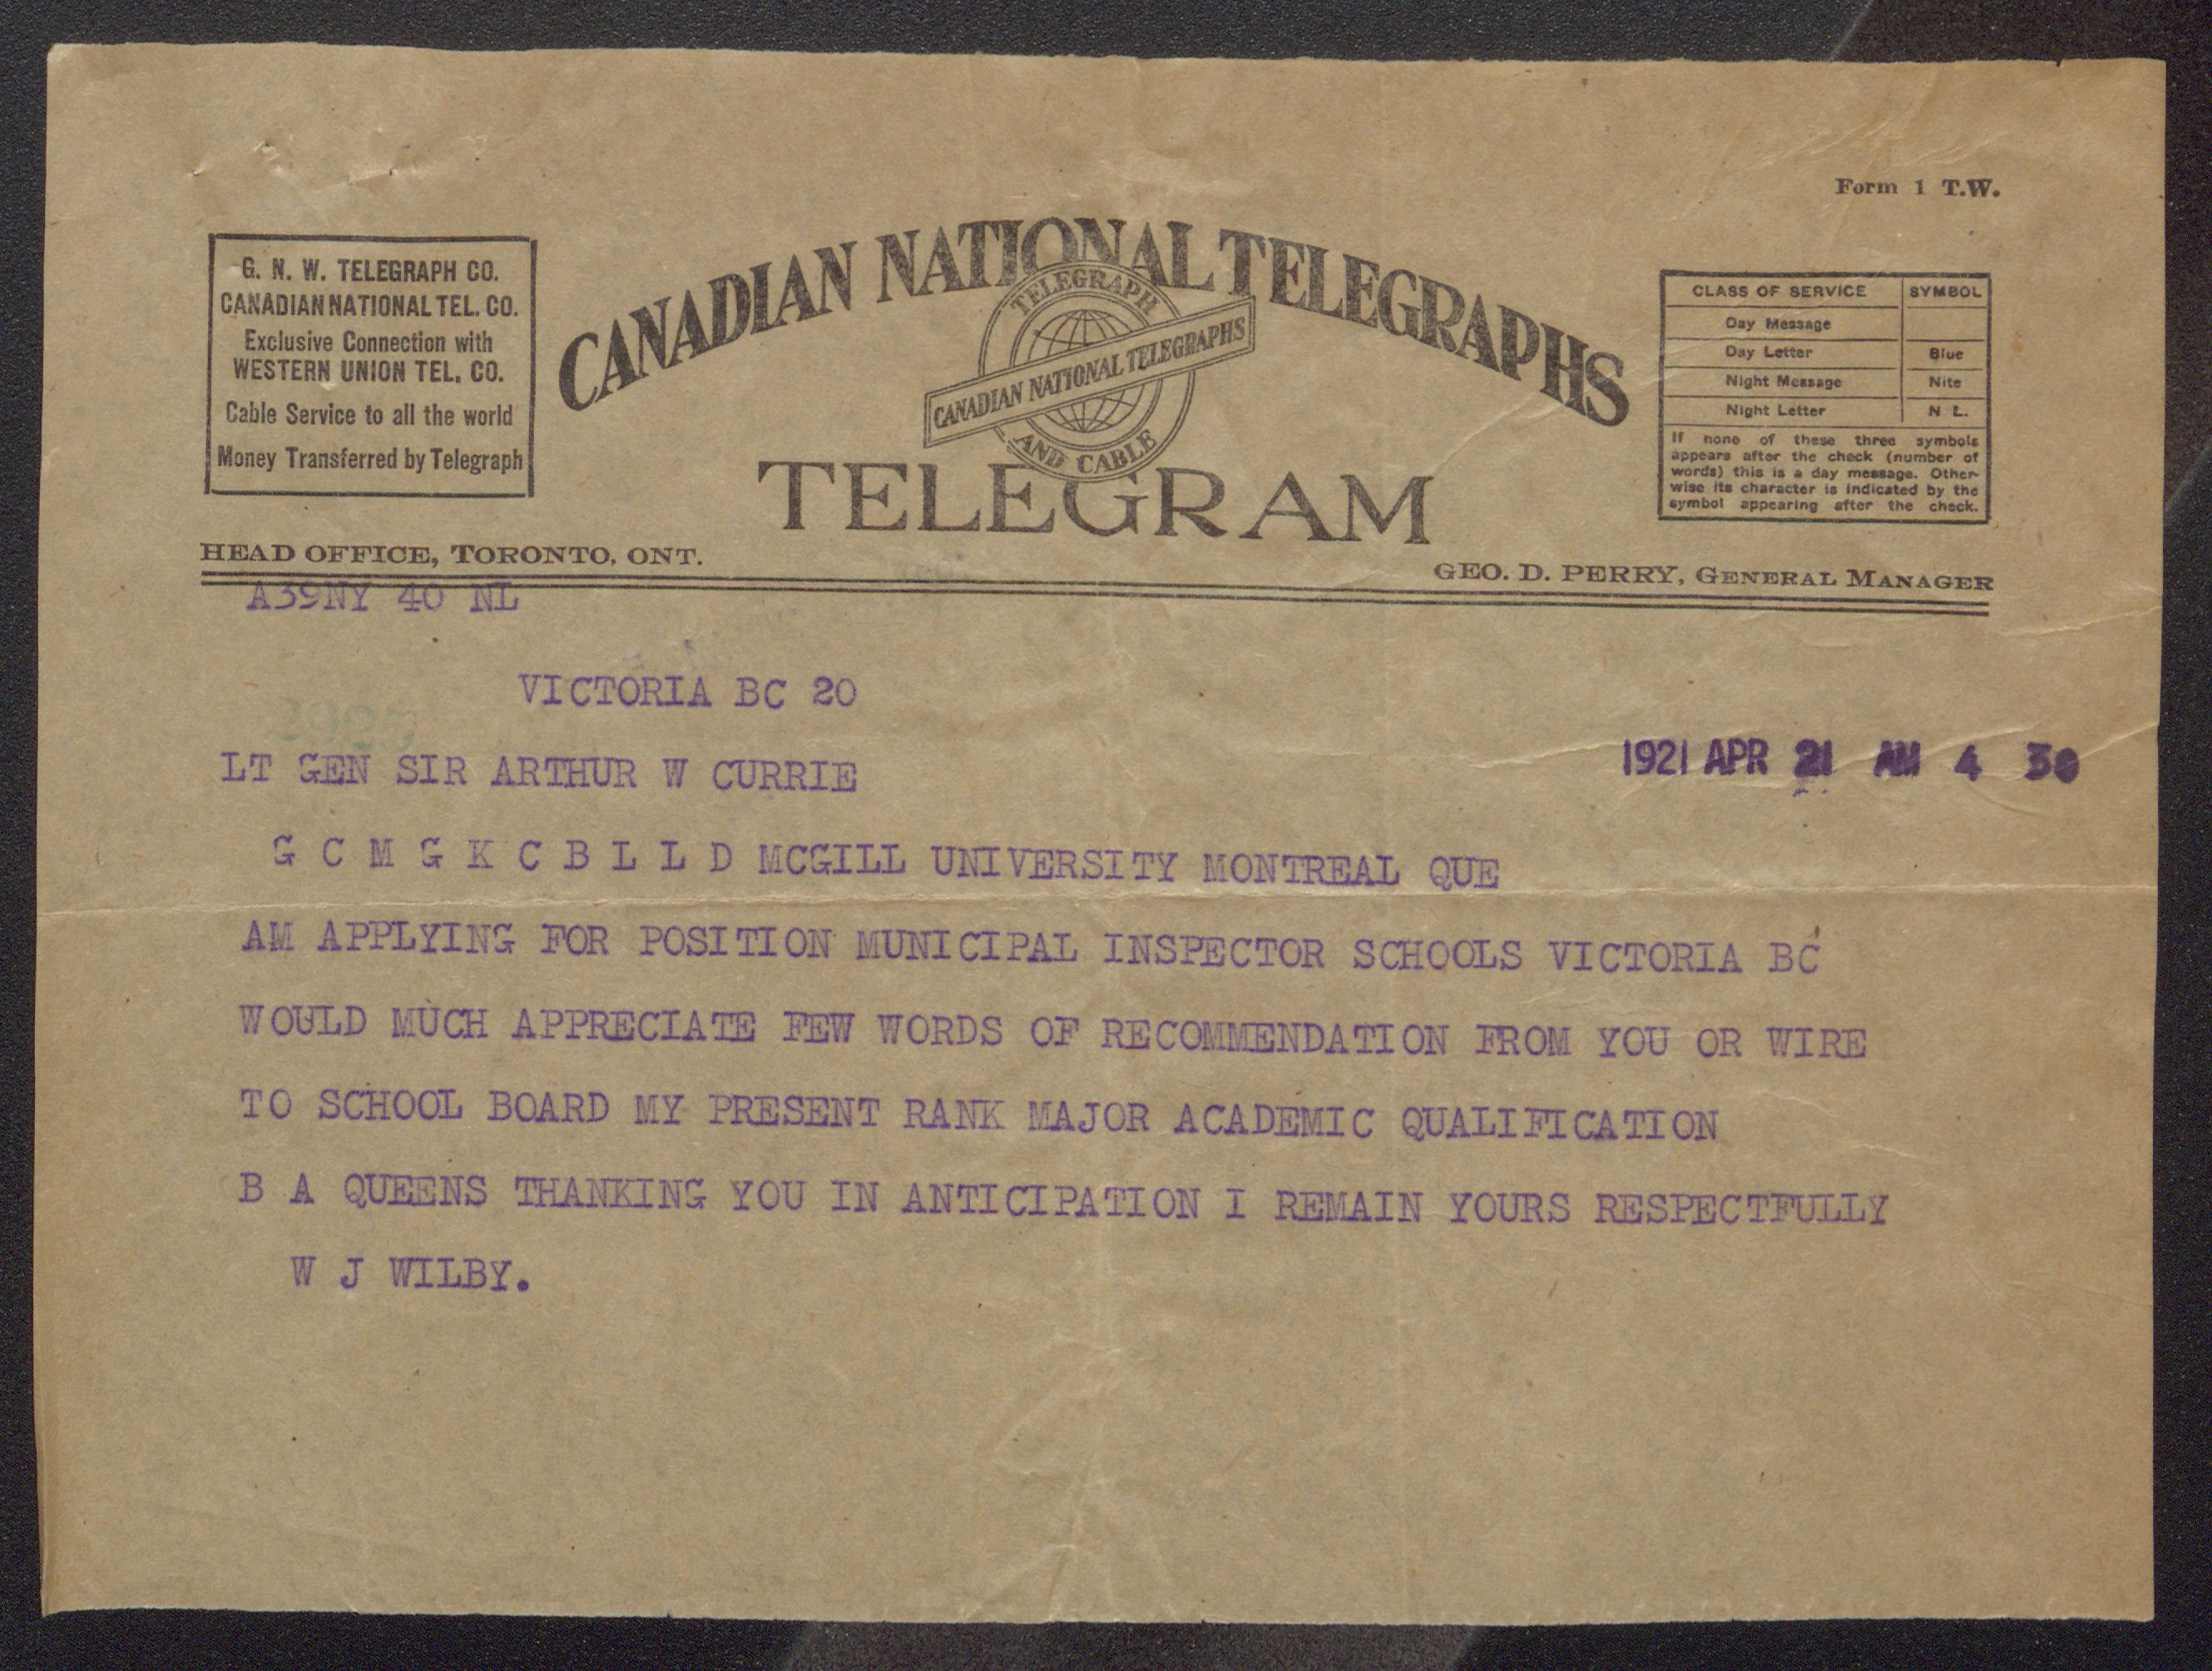 Form 1 T.W.
G. N. W. TELEGRAPH CO.
CANADIAN NATIONAL TEL. CO.
Exclusive Connection with
WESTERN UNION TEL. CO.
Cable Service to all the world
Money Transferred by Telegraph
CANADIAN NATIONAL TELEGRAPHS
TELEGRAPH
CANADIAN NATIONAL TELEGRAPHS
AND CABLE
TELEGRAM
CLASS OF SERVICE SYMBOL
Day Message
Day Letter Blue
Night Message Nite
Night Letter N L.
If none of these three symbols
appears after the check (number of
words) this is a day message. Other-
wise its character is indicated by the
symbol appearing after the check.
HEAD OFFICE, TORONTO, ONT.
GEO. D. PERRY, GENERAL MANAGER
A39NY 40 NL
VICTORIA BC 20
1921 APR 21 AM 4 30
LT GEN SIR ARTHUR W CURRIE
G C M G K C B L L D MCGILL UNIVERSITY MONTREAL QUE
AM APPLYING FOR POSITION MUNICIPAL INSPECTOR SCHOOLS VICTORIA BC
WOULD MUCH APPRECIATE FEW WORDS OF RECOMMENDATION FROM YOU OR WIRE
TO SCHOOL BOARD MY PRESENT RANK MAJOR ACADEMIC QUALIFICATION
B A QUEENS THANKING YOU IN ANTICIPATION I REMAIN YOURS RESPECTFULLY
W J WILBY.